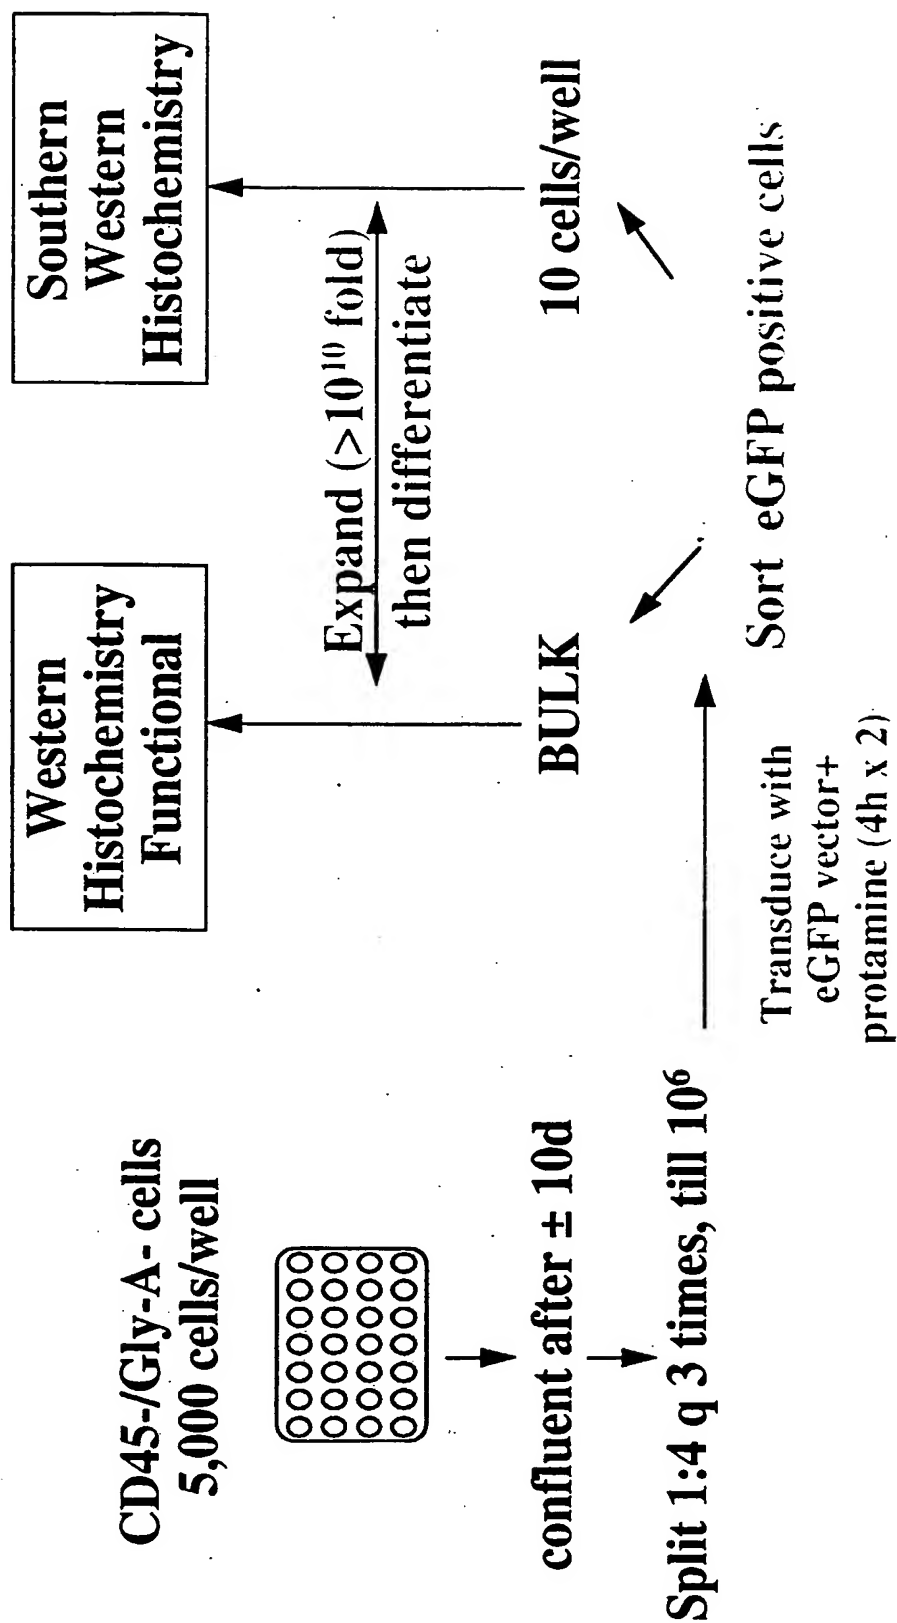 CD45-/Gly-A- cells
5,000 cells/well
confluent after ± 10d
Split 1:4 q 3 times, till 10⁶
Transduce with
eGFP vector+
protamine (4h x 2)
Sort eGFP positive cells
BULK
10 cells/well
Expand (>10¹⁰ fold)
then differentiate
Western
Histochemistry
Functional
Southern
Western
Histochemistry